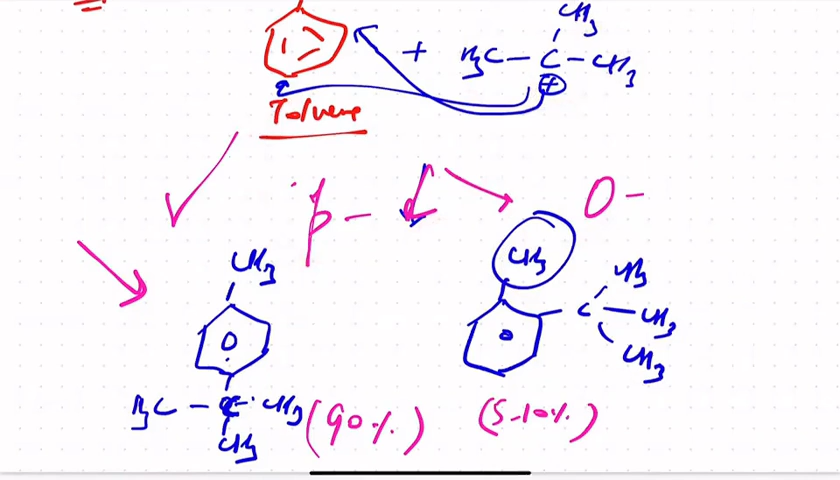 CH3
+ H3C – C – CH3
⊕
Toluene
p –
O –
CH3
CH3
CH3
C – CH3
CH3
H3C – C – CH3
CH3
(90%)
(5-10%)